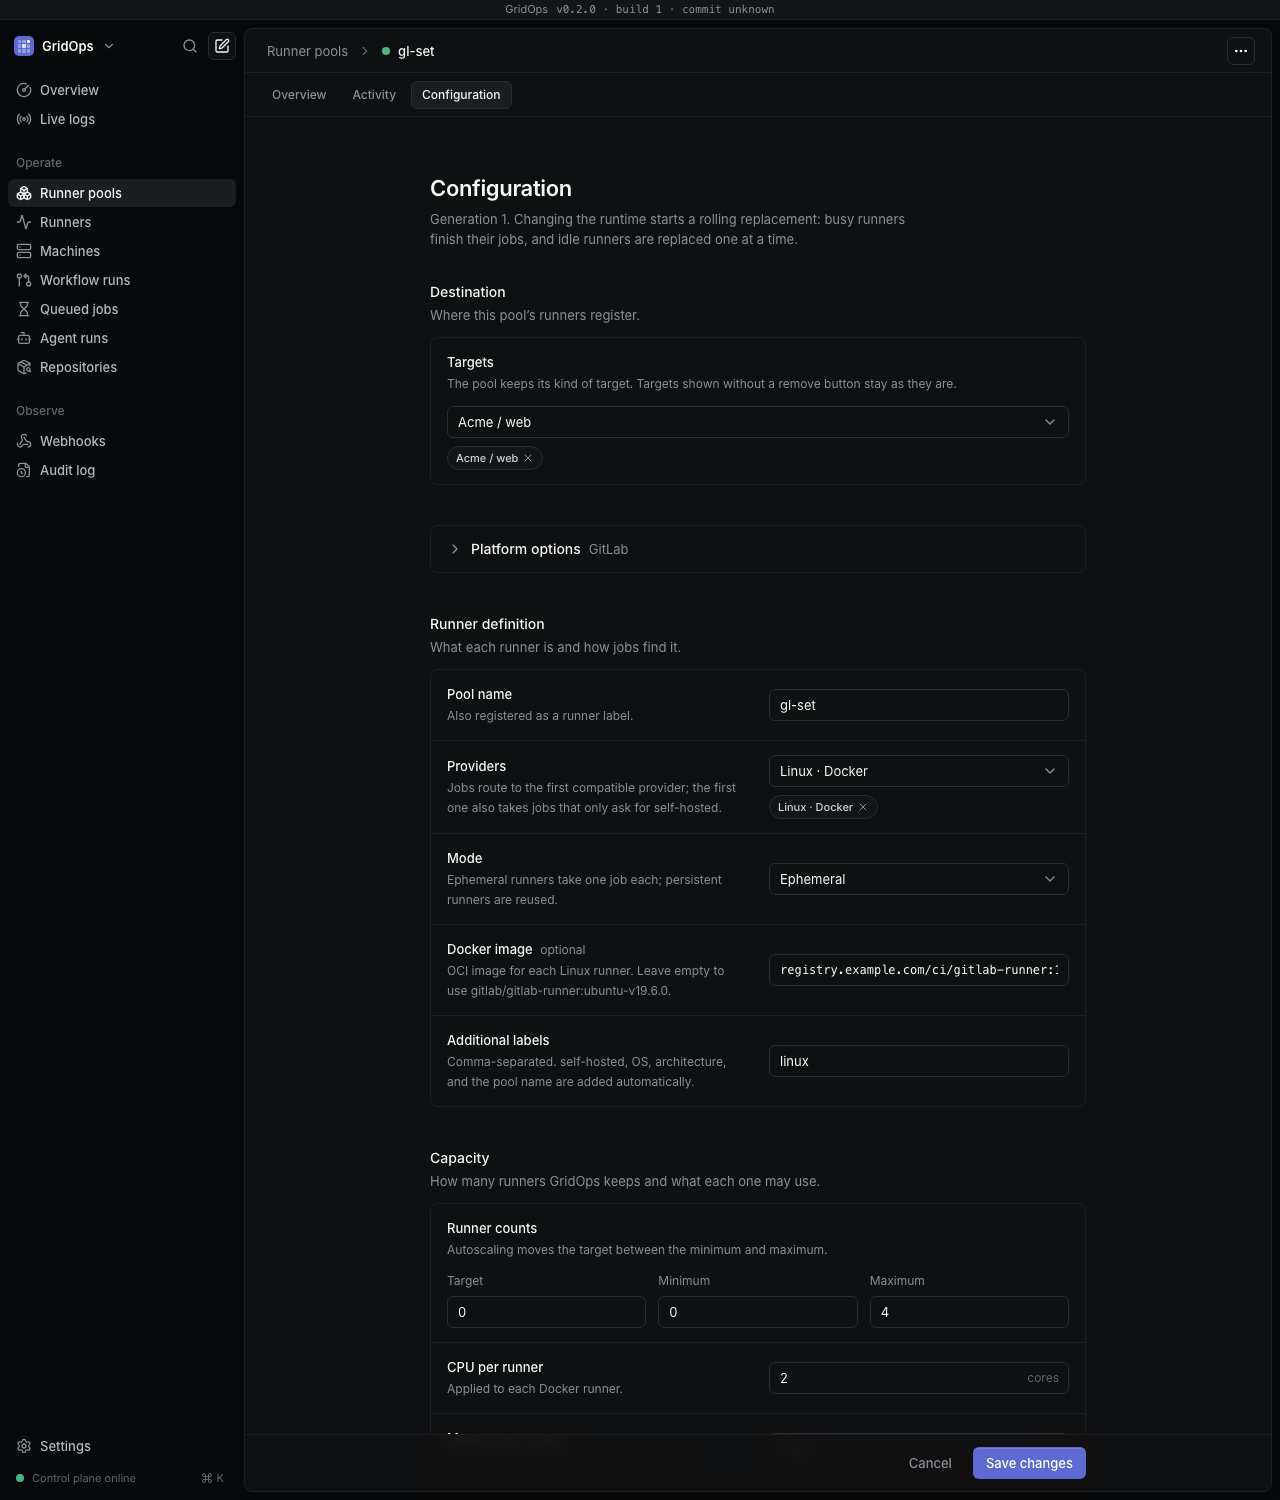 GridOps v0.2.0 · build 1 · commit unknown
GridOps
Overview
Live logs
Operate
Runner pools
Runners
Machines
Workflow runs
Queued jobs
Agent runs
Repositories
Observe
Webhooks
Audit log
Settings
Control plane online ⌘ K
Runner pools > gl-set
Overview Activity Configuration
Configuration
Generation 1. Changing the runtime starts a rolling replacement: busy runners
finish their jobs, and idle runners are replaced one at a time.
Destination
Where this pool’s runners register.
Targets
The pool keeps its kind of target. Targets shown without a remove button stay as they are.
Acme / web
Acme / web
Platform options GitLab
Runner definition
What each runner is and how jobs find it.
Pool name
Also registered as a runner label.
gl-set
Providers
Jobs route to the first compatible provider; the first
one also takes jobs that only ask for self-hosted.
Linux · Docker
Linux · Docker
Mode
Ephemeral runners take one job each; persistent
runners are reused.
Ephemeral
Docker image optional
OCI image for each Linux runner. Leave empty to
use gitlab/gitlab-runner:ubuntu-v19.6.0.
registry.example.com/ci/gitlab-runner:1
Additional labels
Comma-separated. self-hosted, OS, architecture,
and the pool name are added automatically.
linux
Capacity
How many runners GridOps keeps and what each one may use.
Runner counts
Autoscaling moves the target between the minimum and maximum.
Target Minimum Maximum
0 0 4
CPU per runner
Applied to each Docker runner.
2 cores
Cancel Save changes